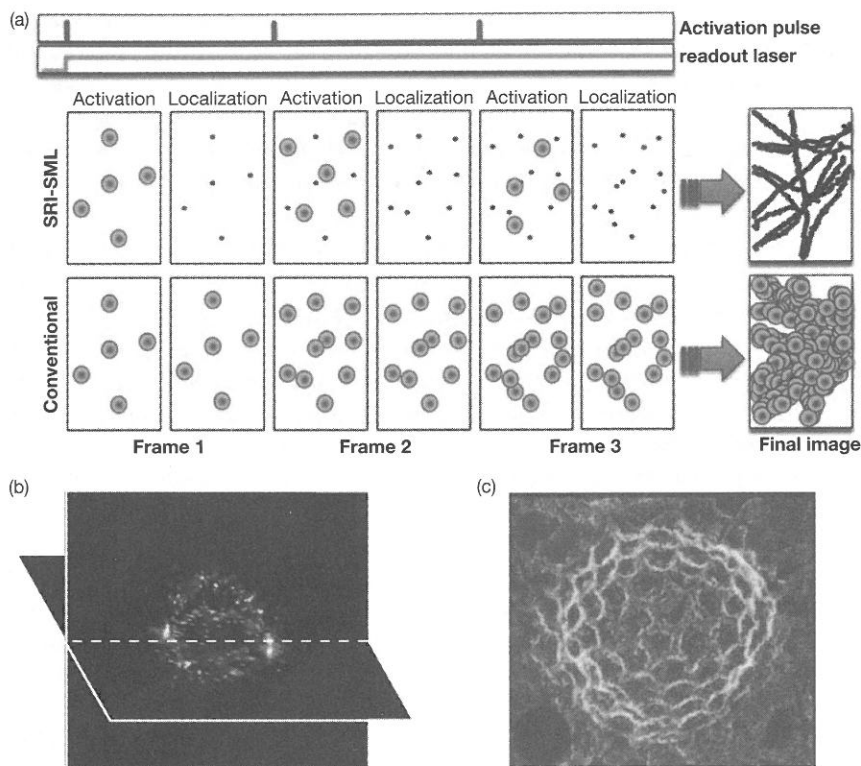 (a)
Activation pulse
readout laser
Activation Localization Activation Localization Activation Localization
SRI-SML
Conventional
Frame 1 Frame 2 Frame 3 Final image
(b) (c)